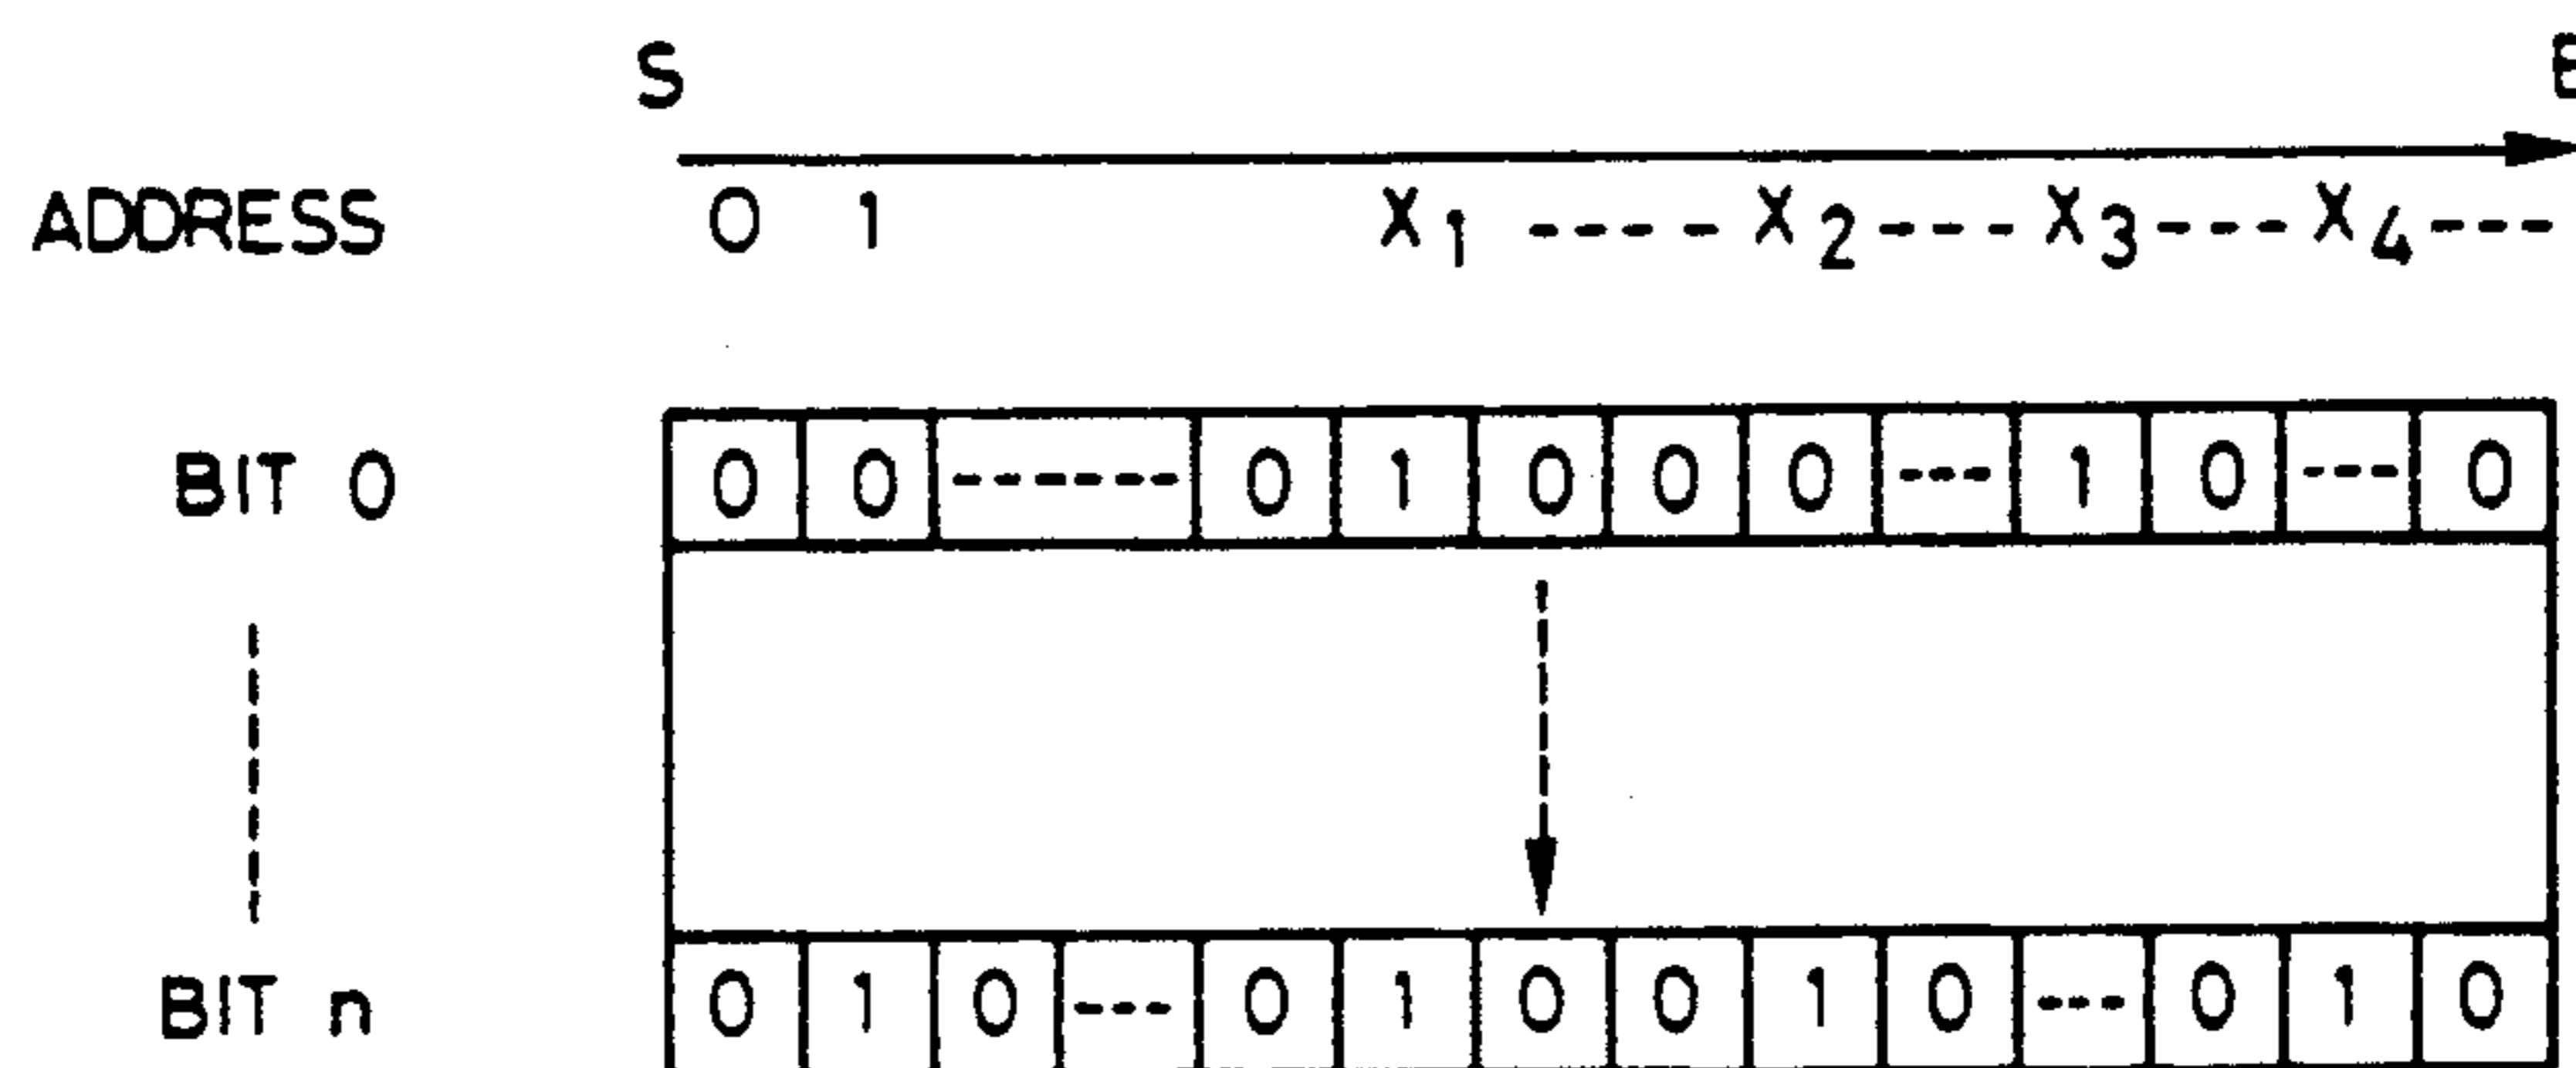 S E
ADDRESS 0 1 X1 ---- X2 --- X3 --- X4 ---
BIT 0 0 0 ------ 0 1 0 0 0 --- 1 0 --- 0
BIT n 0 1 0 --- 0 1 0 0 1 0 --- 0 1 0